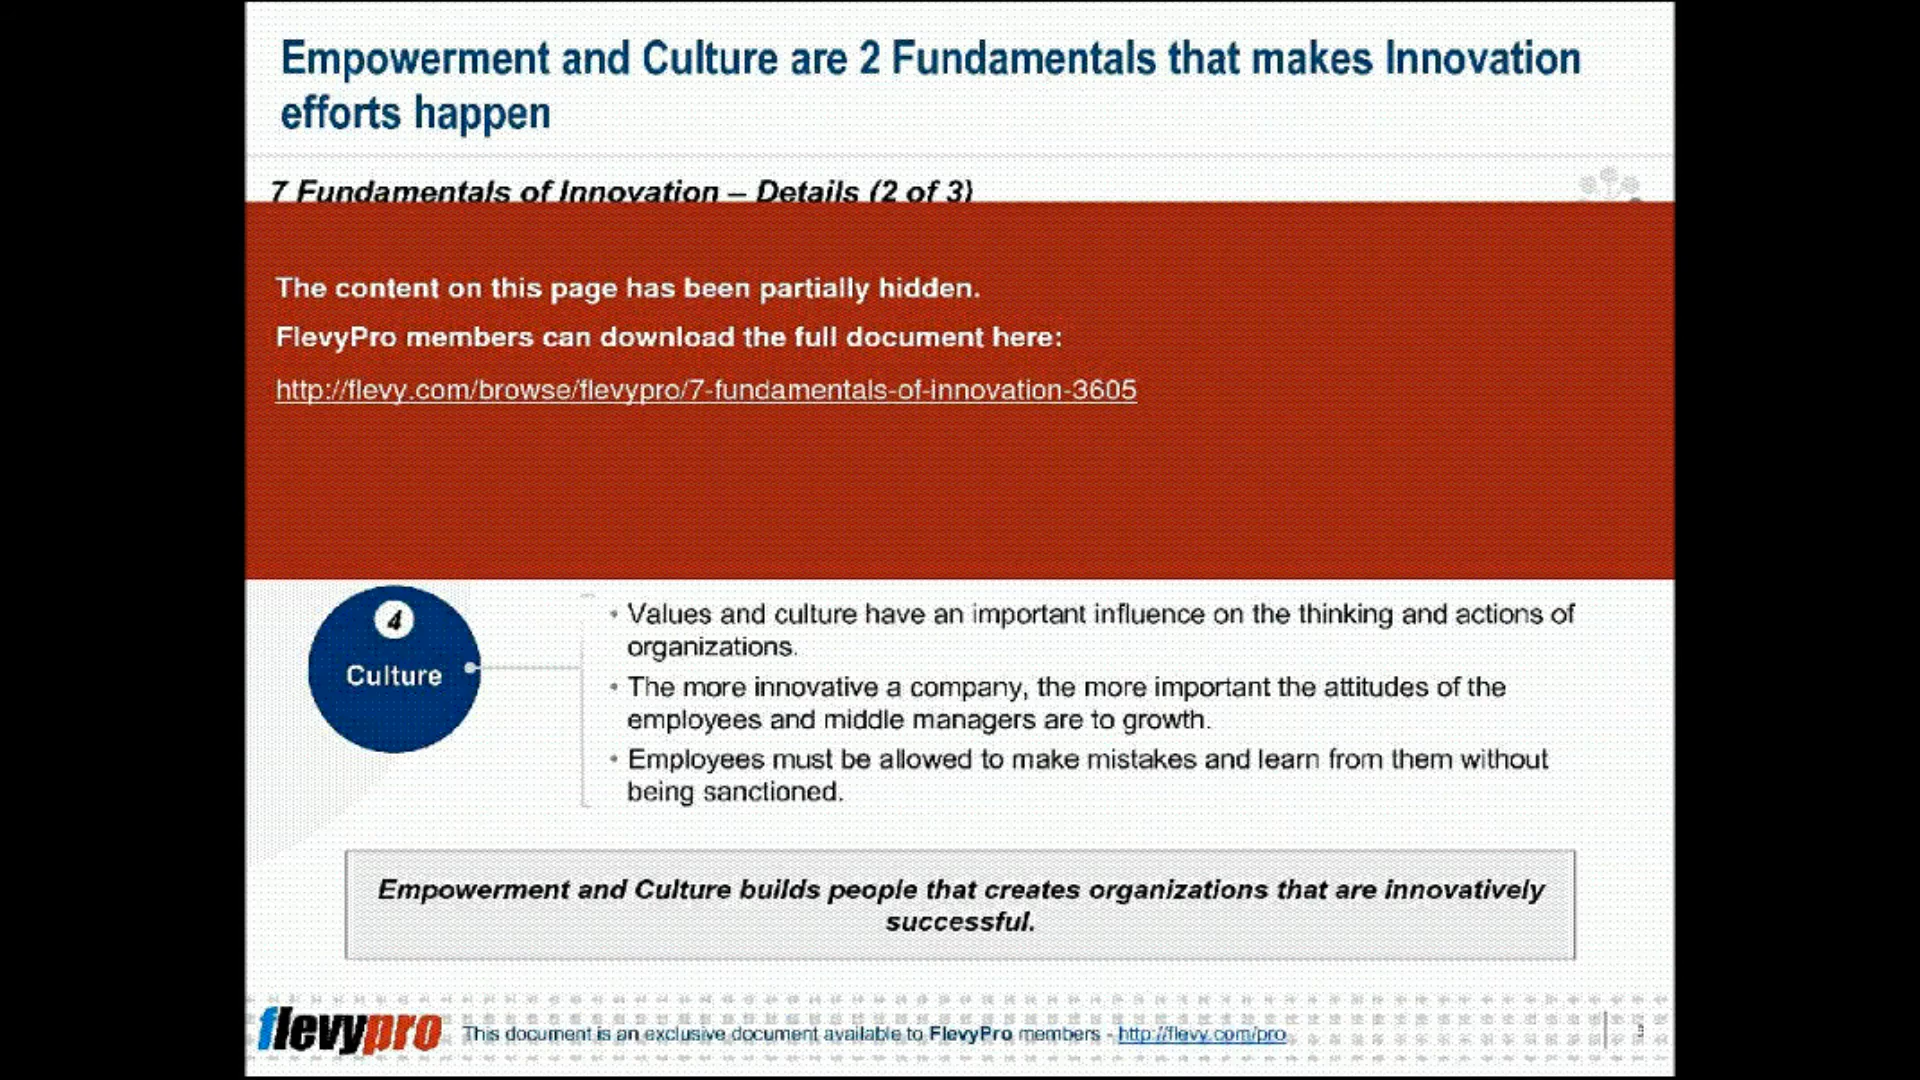 Empowerment and Culture are 2 Fundamentals that makes Innovation
efforts happen
7 Fundamentals of Innovation – Details (2 of 3)
The content on this page has been partially hidden.
FlevyPro members can download the full document here:
http://flevy.com/browse/flevypro/7-fundamentals-of-innovation-3605
4
Culture
• Values and culture have an important influence on the thinking and actions of
organizations.
• The more innovative a company, the more important the attitudes of the
employees and middle managers are to growth.
• Employees must be allowed to make mistakes and learn from them without
being sanctioned.
Empowerment and Culture builds people that creates organizations that are innovatively
successful.
flevypro
This document is an exclusive document available to FlevyPro members - http://flevy.com/pro